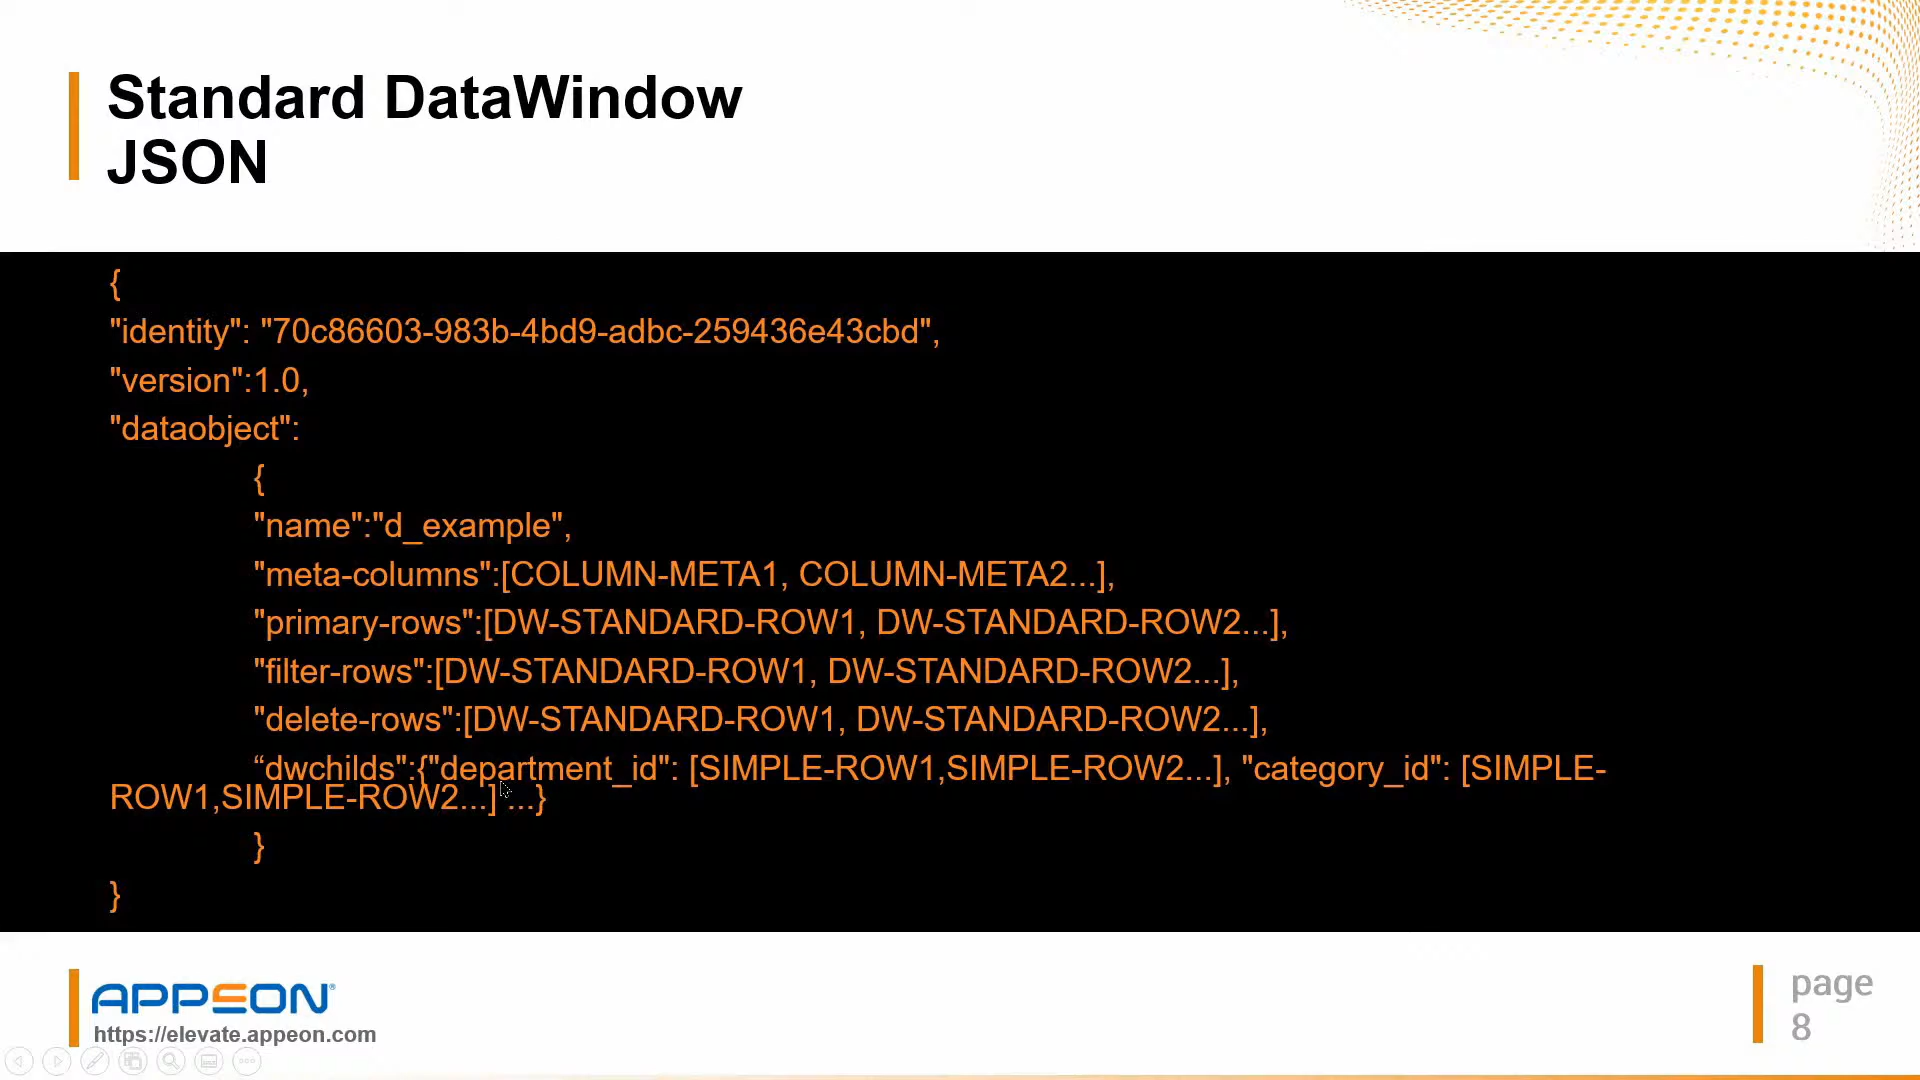 Standard DataWindow
JSON
{
"identity": "70c86603-983b-4bd9-adbc-259436e43cbd",
"version":1.0,
"dataobject":
{
"name":"d_example",
"meta-columns":[COLUMN-META1, COLUMN-META2...],
"primary-rows":[DW-STANDARD-ROW1, DW-STANDARD-ROW2...],
"filter-rows":[DW-STANDARD-ROW1, DW-STANDARD-ROW2...],
"delete-rows":[DW-STANDARD-ROW1, DW-STANDARD-ROW2...],
“dwchilds":{"department_id": [SIMPLE-ROW1,SIMPLE-ROW2...], "category_id": [SIMPLE-
ROW1,SIMPLE-ROW2...] ...}
}
}
APPEON®
https://elevate.appeon.com
page
8